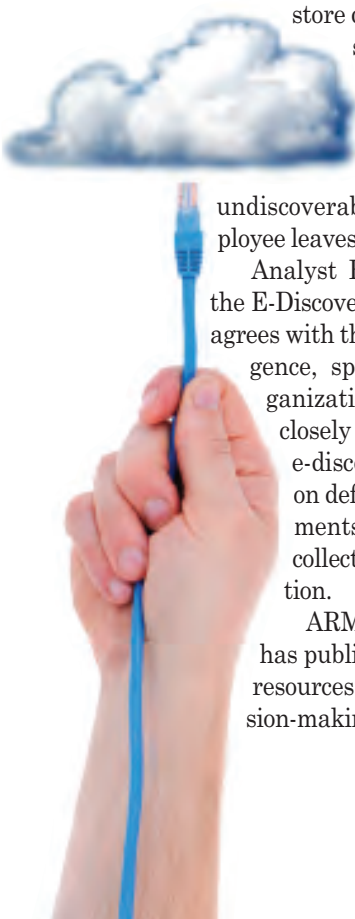 store
undiscoverab
ployee leaves
Analyst
the E-Discove
agrees with th
gence, sp
ganizati
closely
e-disco
on def
ments
collect
tion.
ARM
has publi
resources
sion-makin